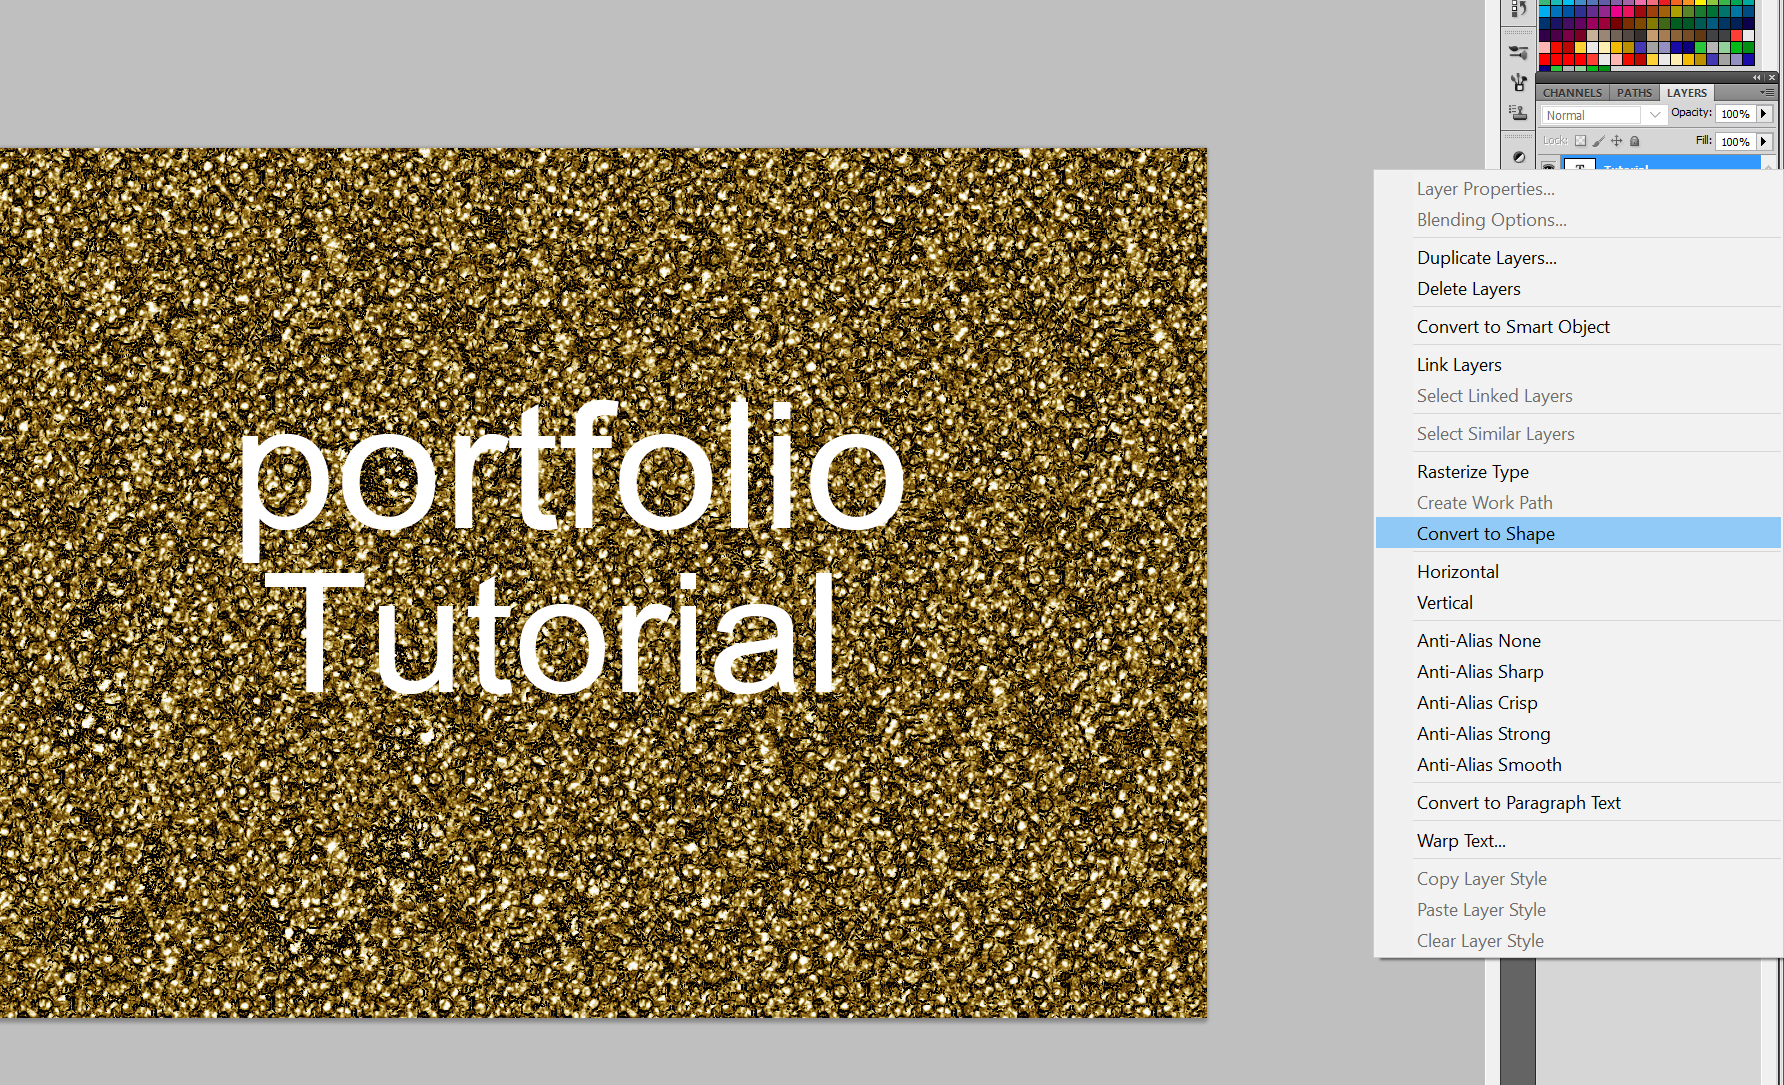 CHANNELS PATHS LAYERS
Normal Opacity: 100%
Lock: Fill: 100%
Tutorial
Layer Properties...
Blending Options...
Duplicate Layers...
Delete Layers
Convert to Smart Object
Link Layers
Select Linked Layers
Select Similar Layers
Rasterize Type
Create Work Path
Convert to Shape
Horizontal
Vertical
Anti-Alias None
Anti-Alias Sharp
Anti-Alias Crisp
Anti-Alias Strong
Anti-Alias Smooth
Convert to Paragraph Text
Warp Text...
Copy Layer Style
Paste Layer Style
Clear Layer Style
portfolio
Tutorial